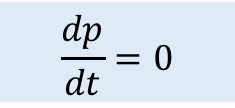 dp/dt = 0